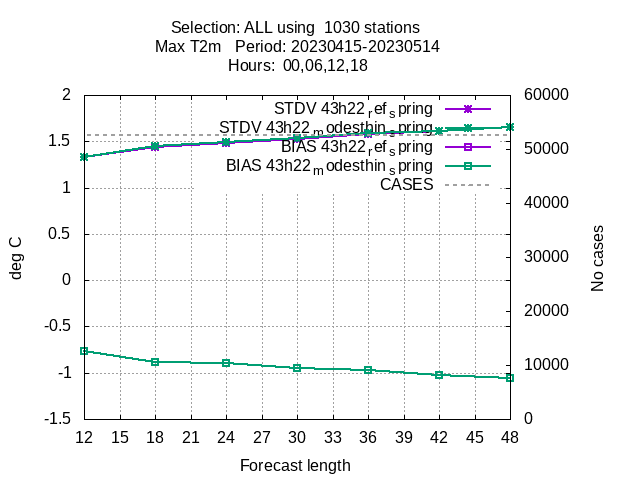 Selection: ALL using  1030 stations
Max T2m   Period: 20230415-20230514
Hours:  00,06,12,18
STDV 43h22_ref_spring
STDV 43h22_modesthin_spring
BIAS 43h22_ref_spring
BIAS 43h22_modesthin_spring
CASES
2
1.5
1
0.5
0
-0.5
-1
-1.5
deg C
60000
50000
40000
30000
20000
10000
0
No cases
12 15 18 21 24 27 30 33 36 39 42 45 48
Forecast length